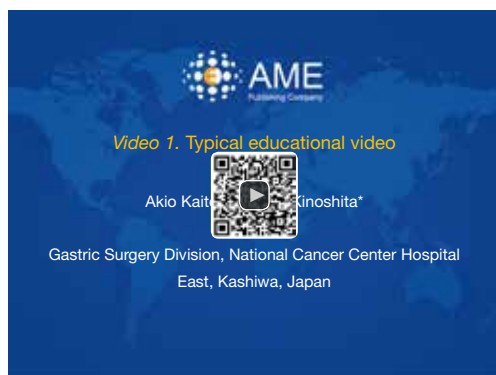 AME
Publishing Company
Video 1. Typical educational video
Akio Kaito Kinoshita*
Gastric Surgery Division, National Cancer Center Hospital
East, Kashiwa, Japan